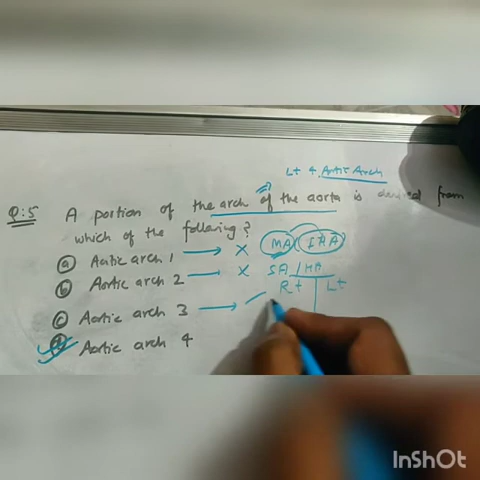 Lt 4 Aortic Arch
Q:5 A portion of the arch of the aorta is derived from
which of the following?
a Aortic arch 1 → X MA IAA
b Aortic arch 2 → X SA / HA
Rt Lt
c Aortic arch 3 →
d Aortic arch 4
InShOt